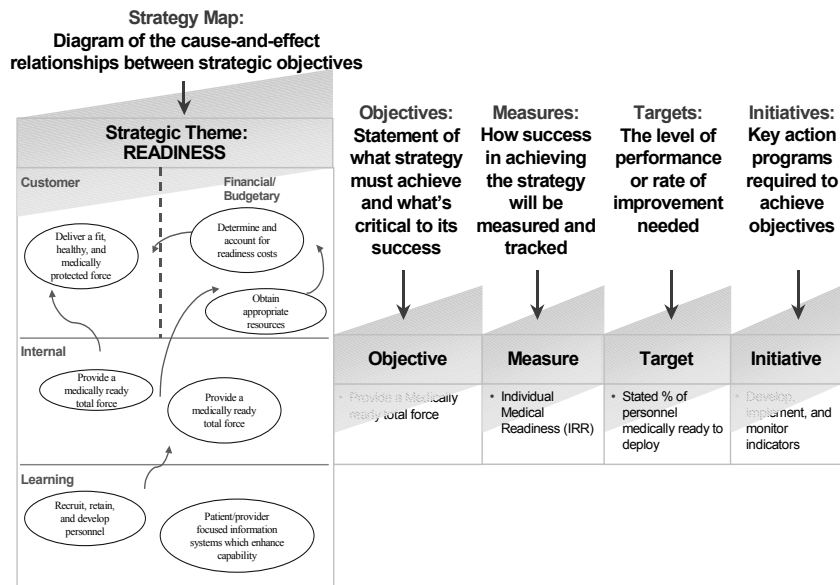 Strategy Map:
Diagram of the cause-and-effect
relationships between strategic objectives
Strategic Theme:
READINESS
Customer
Financial/
Budgetary
Deliver a fit,
healthy, and
medically
protected force
Determine and
account for
readiness costs
Obtain
appropriate
resources
Internal
Provide a
medically ready
total force
Provide a
medically ready
total force
Learning
Recruit, retain,
and develop
personnel
Patient/provider
focused information
systems which enhance
capability
Objectives:
Statement of
what strategy
must achieve
and what's
critical to its
success
Objective
• Provide a Medically
ready total force
Measures:
How success
in achieving
the strategy
will be
measured and
tracked
Measure
• Individual
Medical
Readiness (IRR)
Targets:
The level of
performance
or rate of
improvement
needed
Target
• Stated % of
personnel
medically ready to
deploy
Initiatives:
Key action
programs
required to
achieve
objectives
Initiative
• Develop,
implement, and
monitor
indicators